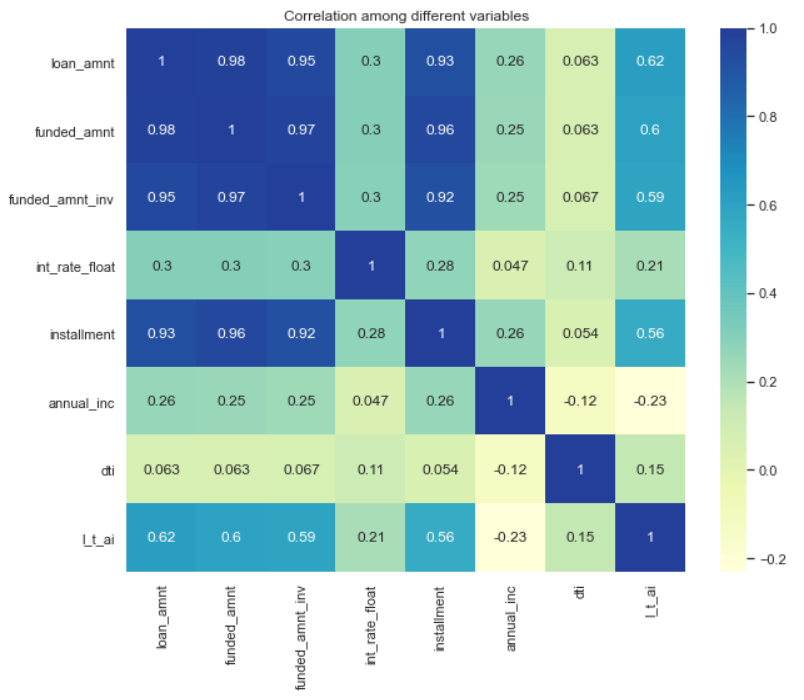 Correlation among different variables
loan_amnt 1 0.98 0.95 0.3 0.93 0.26 0.063 0.62
funded_amnt 0.98 1 0.97 0.3 0.96 0.25 0.063 0.6
funded_amnt_inv 0.95 0.97 1 0.3 0.92 0.25 0.067 0.59
int_rate_float 0.3 0.3 0.3 1 0.28 0.047 0.11 0.21
installment 0.93 0.96 0.92 0.28 1 0.26 0.054 0.56
annual_inc 0.26 0.25 0.25 0.047 0.26 1 -0.12 -0.23
dti 0.063 0.063 0.067 0.11 0.054 -0.12 1 0.15
l_t_ai 0.62 0.6 0.59 0.21 0.56 -0.23 0.15 1
loan_amnt
funded_amnt
funded_amnt_inv
int_rate_float
installment
annual_inc
dti
l_t_ai
1.0
0.8
0.6
0.4
0.2
0.0
−0.2